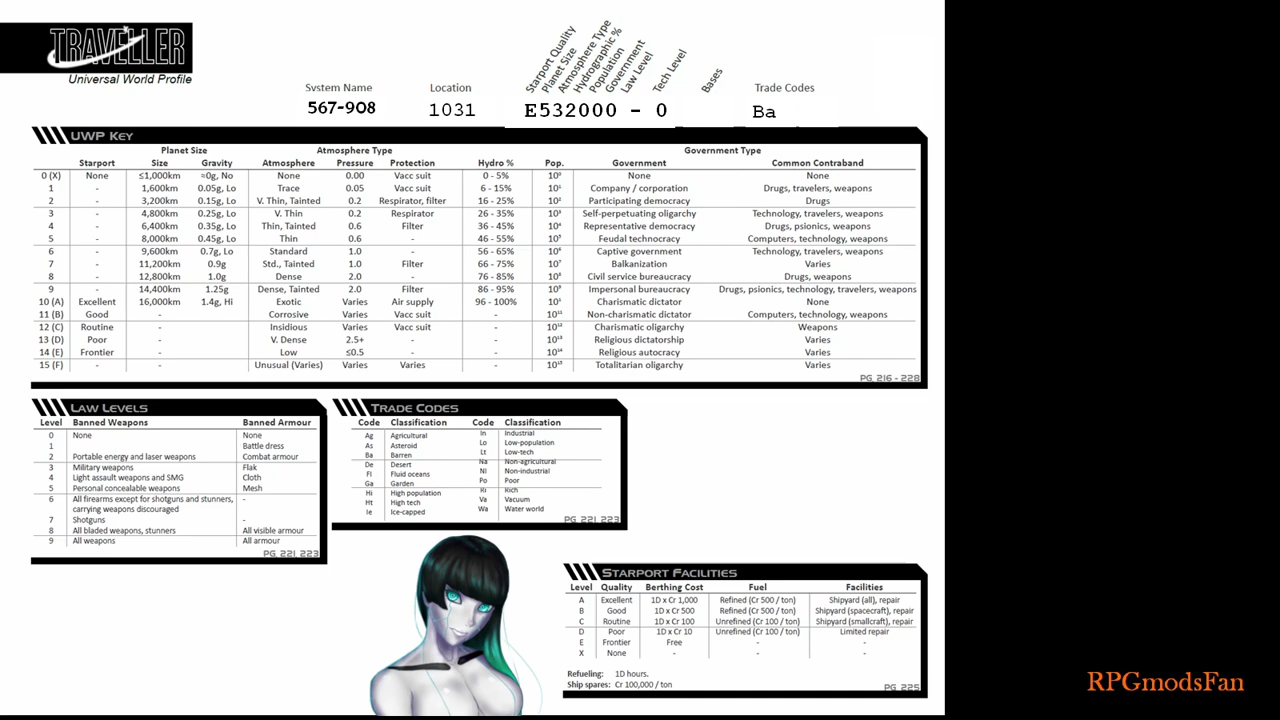 TRAVELLER
Universal World Profile
Starport Quality
Planet Size
Atmosphere Type
Hydrographic %
Population
Government
Law Level
Tech Level
Bases
System Name Location Trade Codes
567-908 1031 E532000 - 0 Ba
UWP Key
Planet Size Atmosphere Type Government Type
Starport Size Gravity Atmosphere Pressure Protection Hydro % Pop. Government Common Contraband
0 (X) None ≤1,000km ≈0g, No None 0.00 Vacc suit 0 - 5% 10⁰ None None
1 - 1,600km 0.05g, Lo Trace 0.05 Vacc suit 6 - 15% 10¹ Company / corporation Drugs, travelers, weapons
2 - 3,200km 0.15g, Lo V. Thin, Tainted 0.2 Respirator, filter 16 - 25% 10² Participating democracy Drugs
3 - 4,800km 0.25g, Lo V. Thin 0.2 Respirator 26 - 35% 10³ Self-perpetuating oligarchy Technology, travelers, weapons
4 - 6,400km 0.35g, Lo Thin, Tainted 0.6 Filter 36 - 45% 10⁴ Representative democracy Drugs, psionics, weapons
5 - 8,000km 0.45g, Lo Thin 0.6 - 46 - 55% 10⁵ Feudal technocracy Computers, technology, weapons
6 - 9,600km 0.7g, Lo Standard 1.0 - 56 - 65% 10⁶ Captive government Technology, travelers, weapons
7 - 11,200km 0.9g Std., Tainted 1.0 Filter 66 - 75% 10⁷ Balkanization Varies
8 - 12,800km 1.0g Dense 2.0 - 76 - 85% 10⁸ Civil service bureaucracy Drugs, weapons
9 - 14,400km 1.25g Dense, Tainted 2.0 Filter 86 - 95% 10⁹ Impersonal bureaucracy Drugs, psionics, technology, travelers, weapons
10 (A) Excellent 16,000km 1.4g, Hi Exotic Varies Air supply 96 - 100% 10¹ Charismatic dictator None
11 (B) Good - - Corrosive Varies Vacc suit - 10¹¹ Non-charismatic dictator Computers, technology, weapons
12 (C) Routine - Insidious Varies Vacc suit - 10¹² Charismatic oligarchy Weapons
13 (D) Poor - V. Dense 2.5+ - - 10¹³ Religious dictatorship Varies
14 (E) Frontier - Low ≤0.5 - - 10¹⁴ Religious autocracy Varies
15 (F) - - Unusual (Varies) Varies Varies - 10¹⁵ Totalitarian oligarchy Varies
PG. 216 - 228
Law Levels
Level Banned Weapons Banned Armour
0 None None
1 Battle dress
2 Portable energy and laser weapons Combat armour
3 Military weapons Flak
4 Light assault weapons and SMG Cloth
5 Personal concealable weapons Mesh
6 All firearms except for shotguns and stunners, -
carrying weapons discouraged
7 Shotguns -
8 All bladed weapons, stunners All visible armour
9 All weapons All armour
PG. 221, 223
Trade Codes
Code Classification Code Classification
Ag Agricultural In Industrial
As Asteroid Lo Low-population
Ba Barren Lt Low-tech
De Desert Na Non-agricultural
Fl Fluid oceans NI Non-industrial
Ga Garden Po Poor
Hi High population Ri Rich
Ht High tech Va Vacuum
Ie Ice-capped Wa Water world
PG. 221, 223
Starport Facilities
Level Quality Berthing Cost Fuel Facilities
A Excellent 1D x Cr 1,000 Refined (Cr 500 / ton) Shipyard (all), repair
B Good 1D x Cr 500 Refined (Cr 500 / ton) Shipyard (spacecraft), repair
C Routine 1D x Cr 100 Unrefined (Cr 100 / ton) Shipyard (smallcraft), repair
D Poor 1D x Cr 10 Unrefined (Cr 100 / ton) Limited repair
E Frontier Free - -
X None - - -
Refueling: 1D hours.
Ship spares: Cr 100,000 / ton
PG. 225
RPGmodsFan